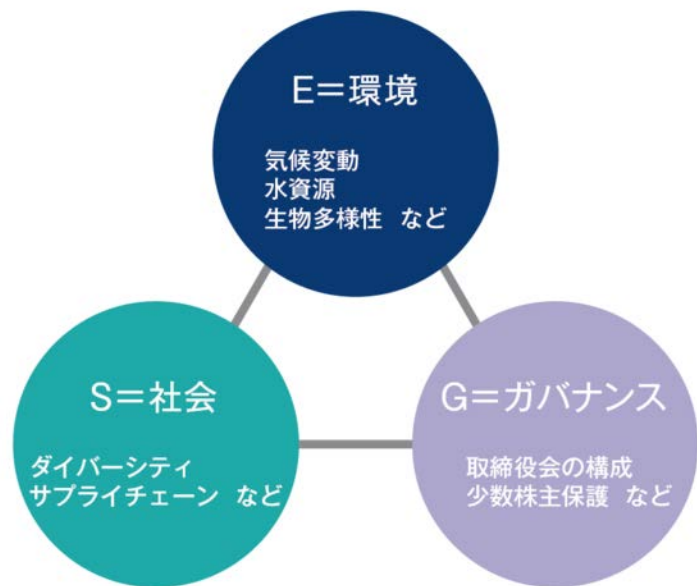 E＝環境
気候変動
水資源
生物多様性 など
S＝社会
ダイバーシティ
サプライチェーン など
G＝ガバナンス
取締役会の構成
少数株主保護 など